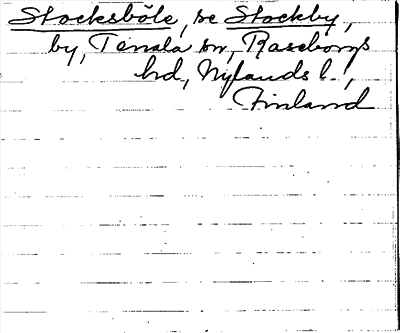 Stocksböle, se Stockby,
by, Tenala sn, Raseborgs
hd, Nylands l.,
Finland